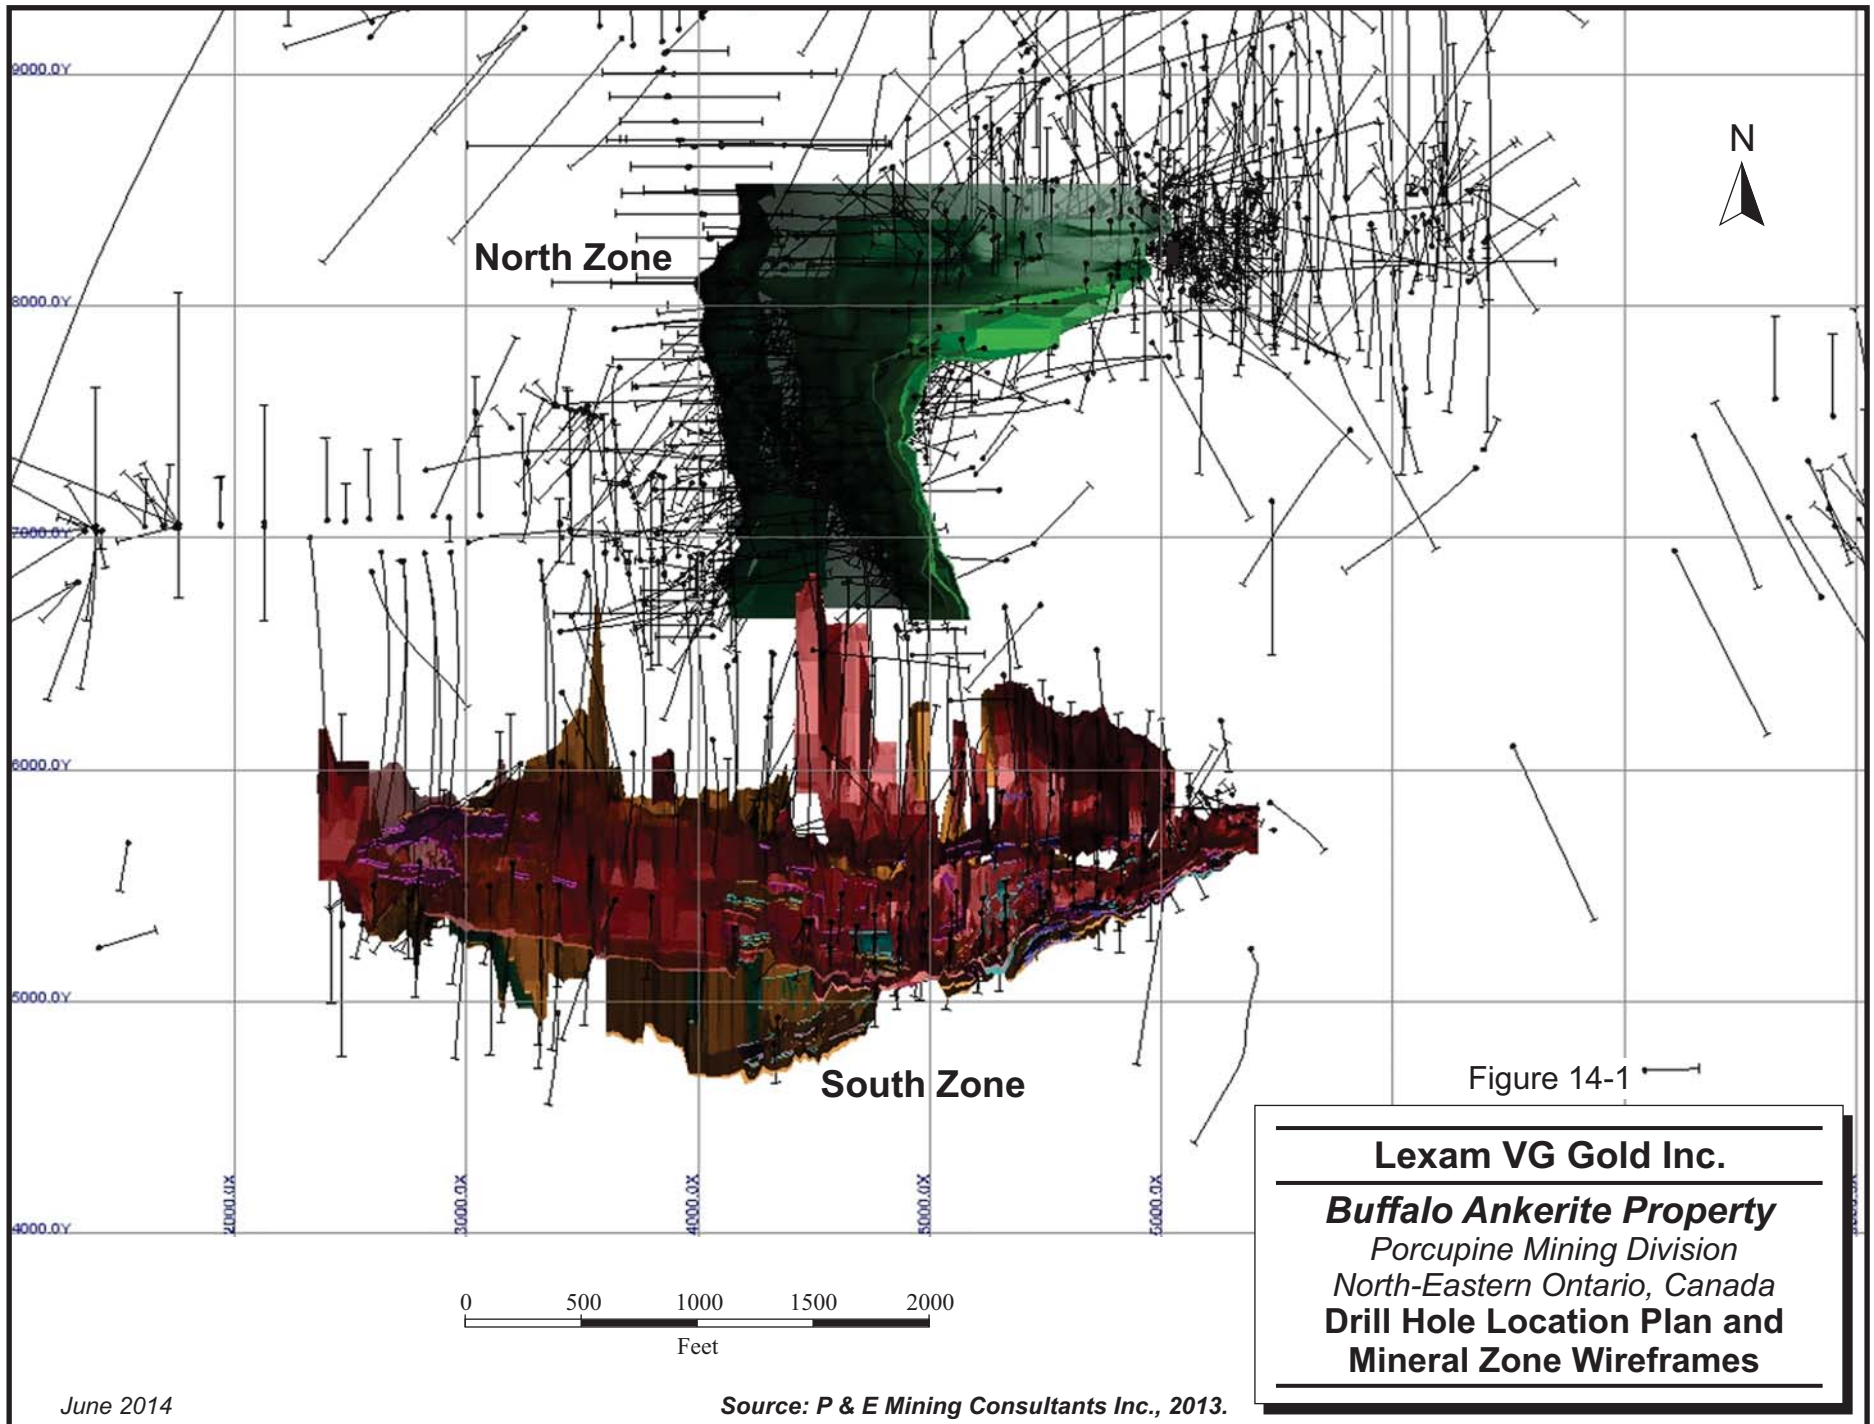 9000.0Y
N
North Zone
8000.0Y
7000.0Y
6000.0Y
5000.0Y
South Zone
Figure 14-1
2000.0X
3000.0X
4000.0X
5000.0X
6000.0X
4000.0Y
Lexam VG Gold Inc.
Buffalo Ankerite Property
Porcupine Mining Division
North-Eastern Ontario, Canada
Drill Hole Location Plan and
Mineral Zone Wireframes
0 500 1000 1500 2000
Feet
June 2014
Source: P & E Mining Consultants Inc., 2013.